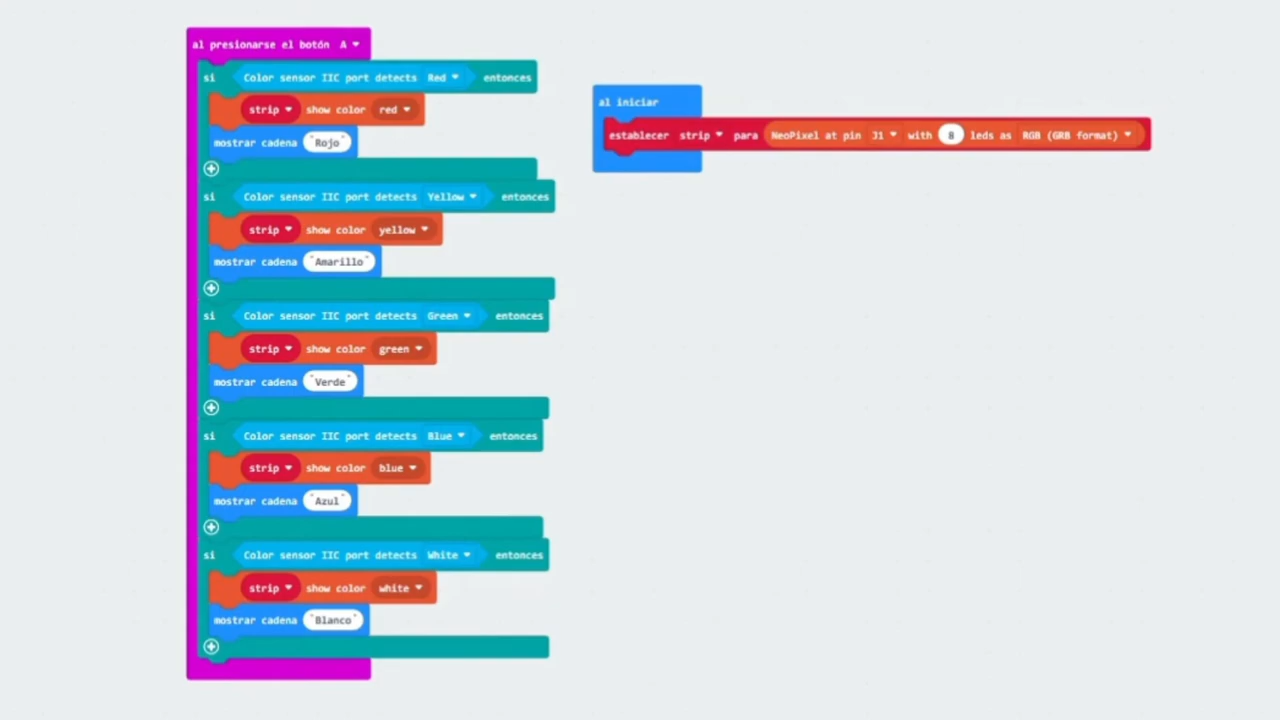 al presionarse el botón A
si Color sensor IIC port detects Red entonces
strip show color red
mostrar cadena "Rojo"
si Color sensor IIC port detects Yellow entonces
strip show color yellow
mostrar cadena "Amarillo"
si Color sensor IIC port detects Green entonces
strip show color green
mostrar cadena "Verde"
si Color sensor IIC port detects Blue entonces
strip show color blue
mostrar cadena "Azul"
si Color sensor IIC port detects White entonces
strip show color white
mostrar cadena "Blanco"
al iniciar
establecer strip para NeoPixel at pin J1 with 8 leds as RGB (GRB format)